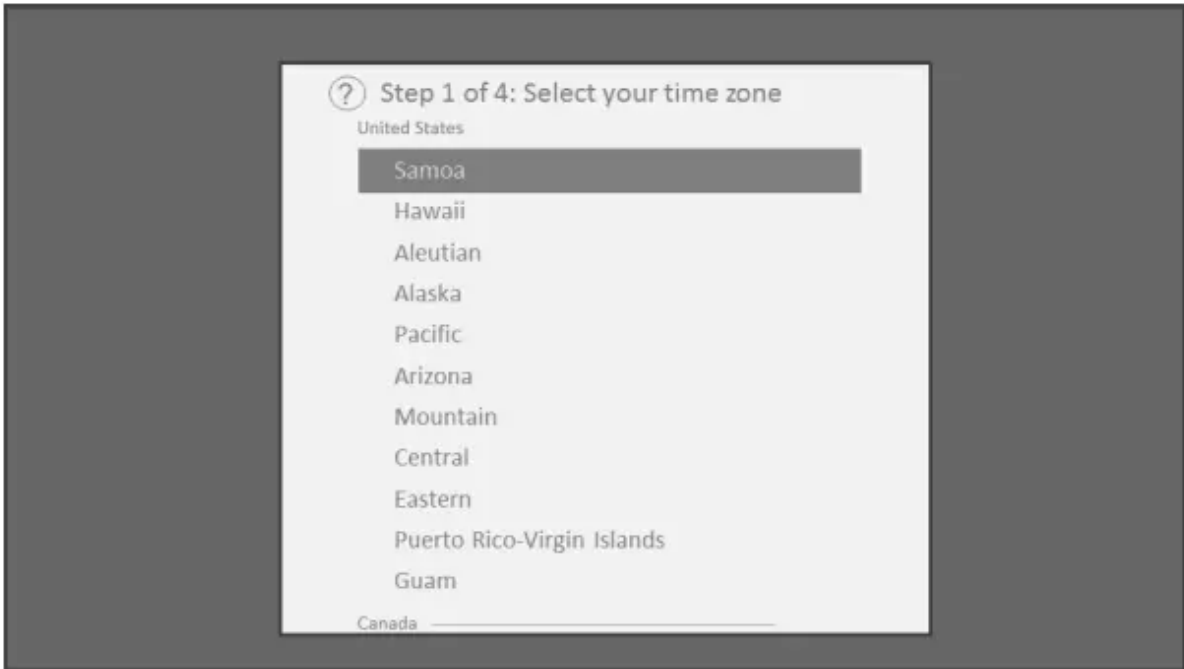 ? Step 1 of 4: Select your time zone
United States
Samoa
Hawaii
Aleutian
Alaska
Pacific
Arizona
Mountain
Central
Eastern
Puerto Rico-Virgin Islands
Guam
Canada